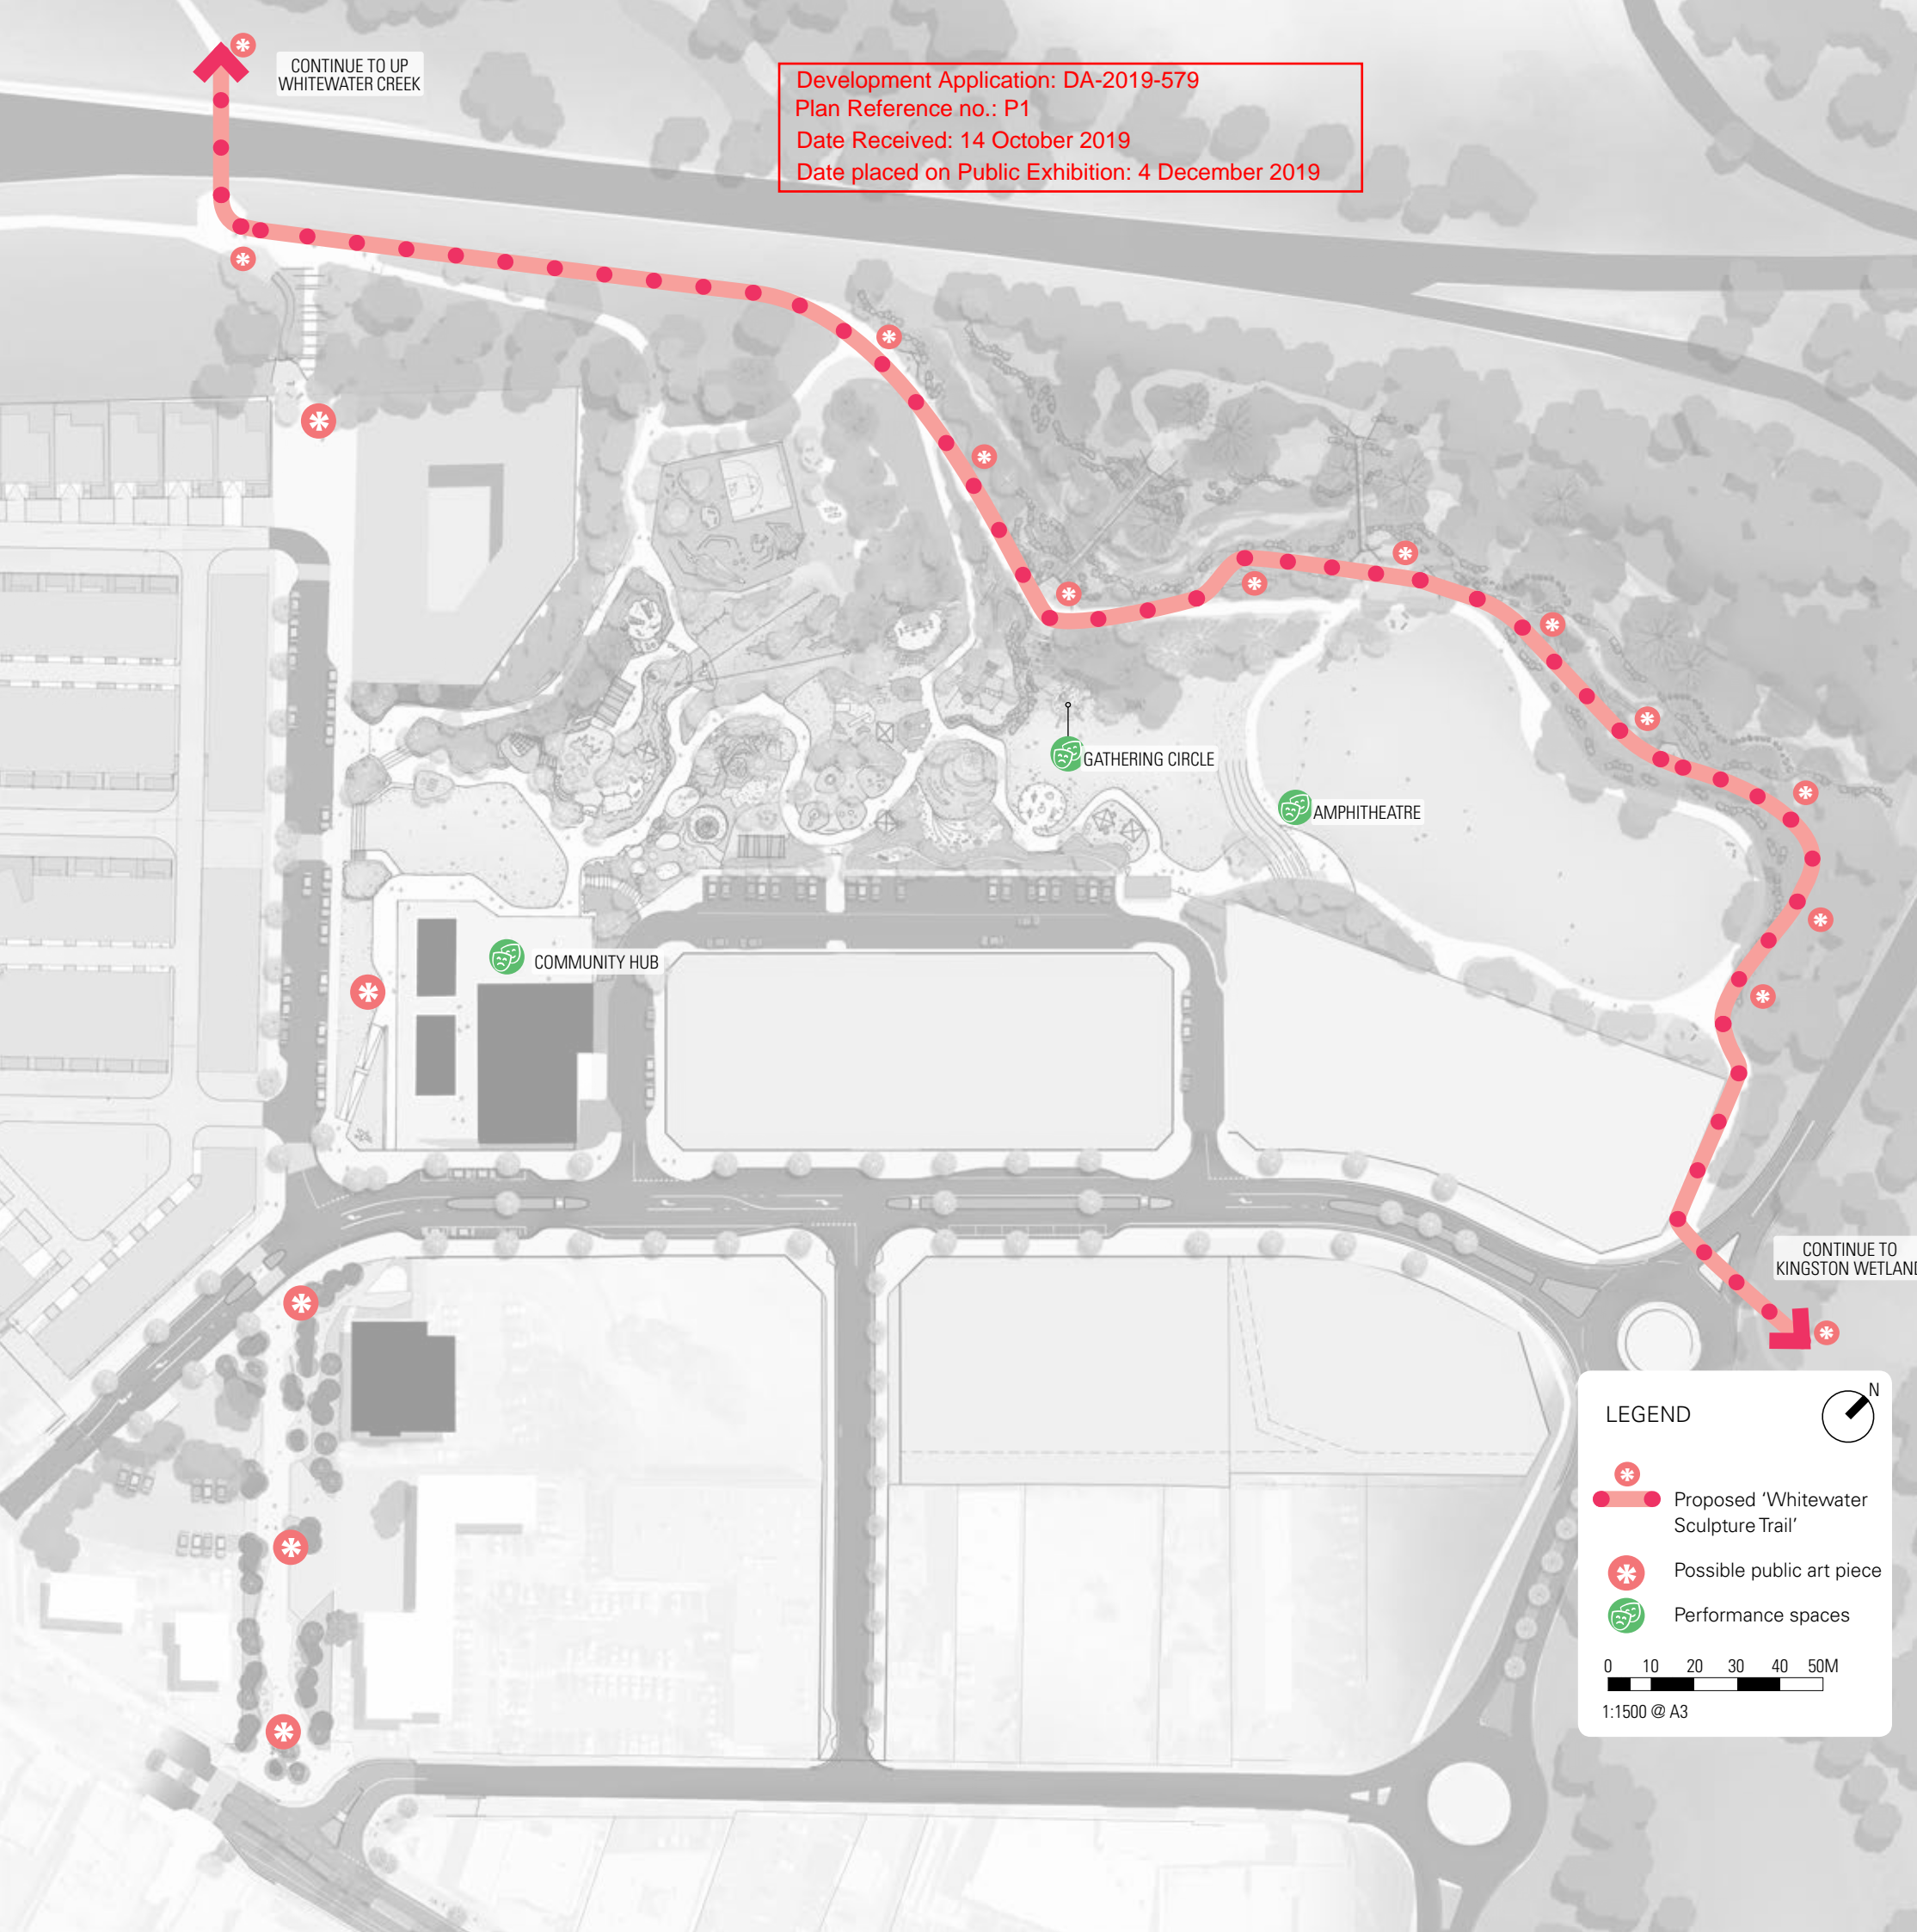 CONTINUE TO UP
WHITEWATER CREEK
Development Application: DA-2019-579
Plan Reference no.: P1
Date Received: 14 October 2019
Date placed on Public Exhibition: 4 December 2019
GATHERING CIRCLE
AMPHITHEATRE
COMMUNITY HUB
CONTINUE TO
KINGSTON WETLAND
LEGEND
N
Proposed ‘Whitewater
Sculpture Trail’
Possible public art piece
Performance spaces
0 10 20 30 40 50M
1:1500 @ A3